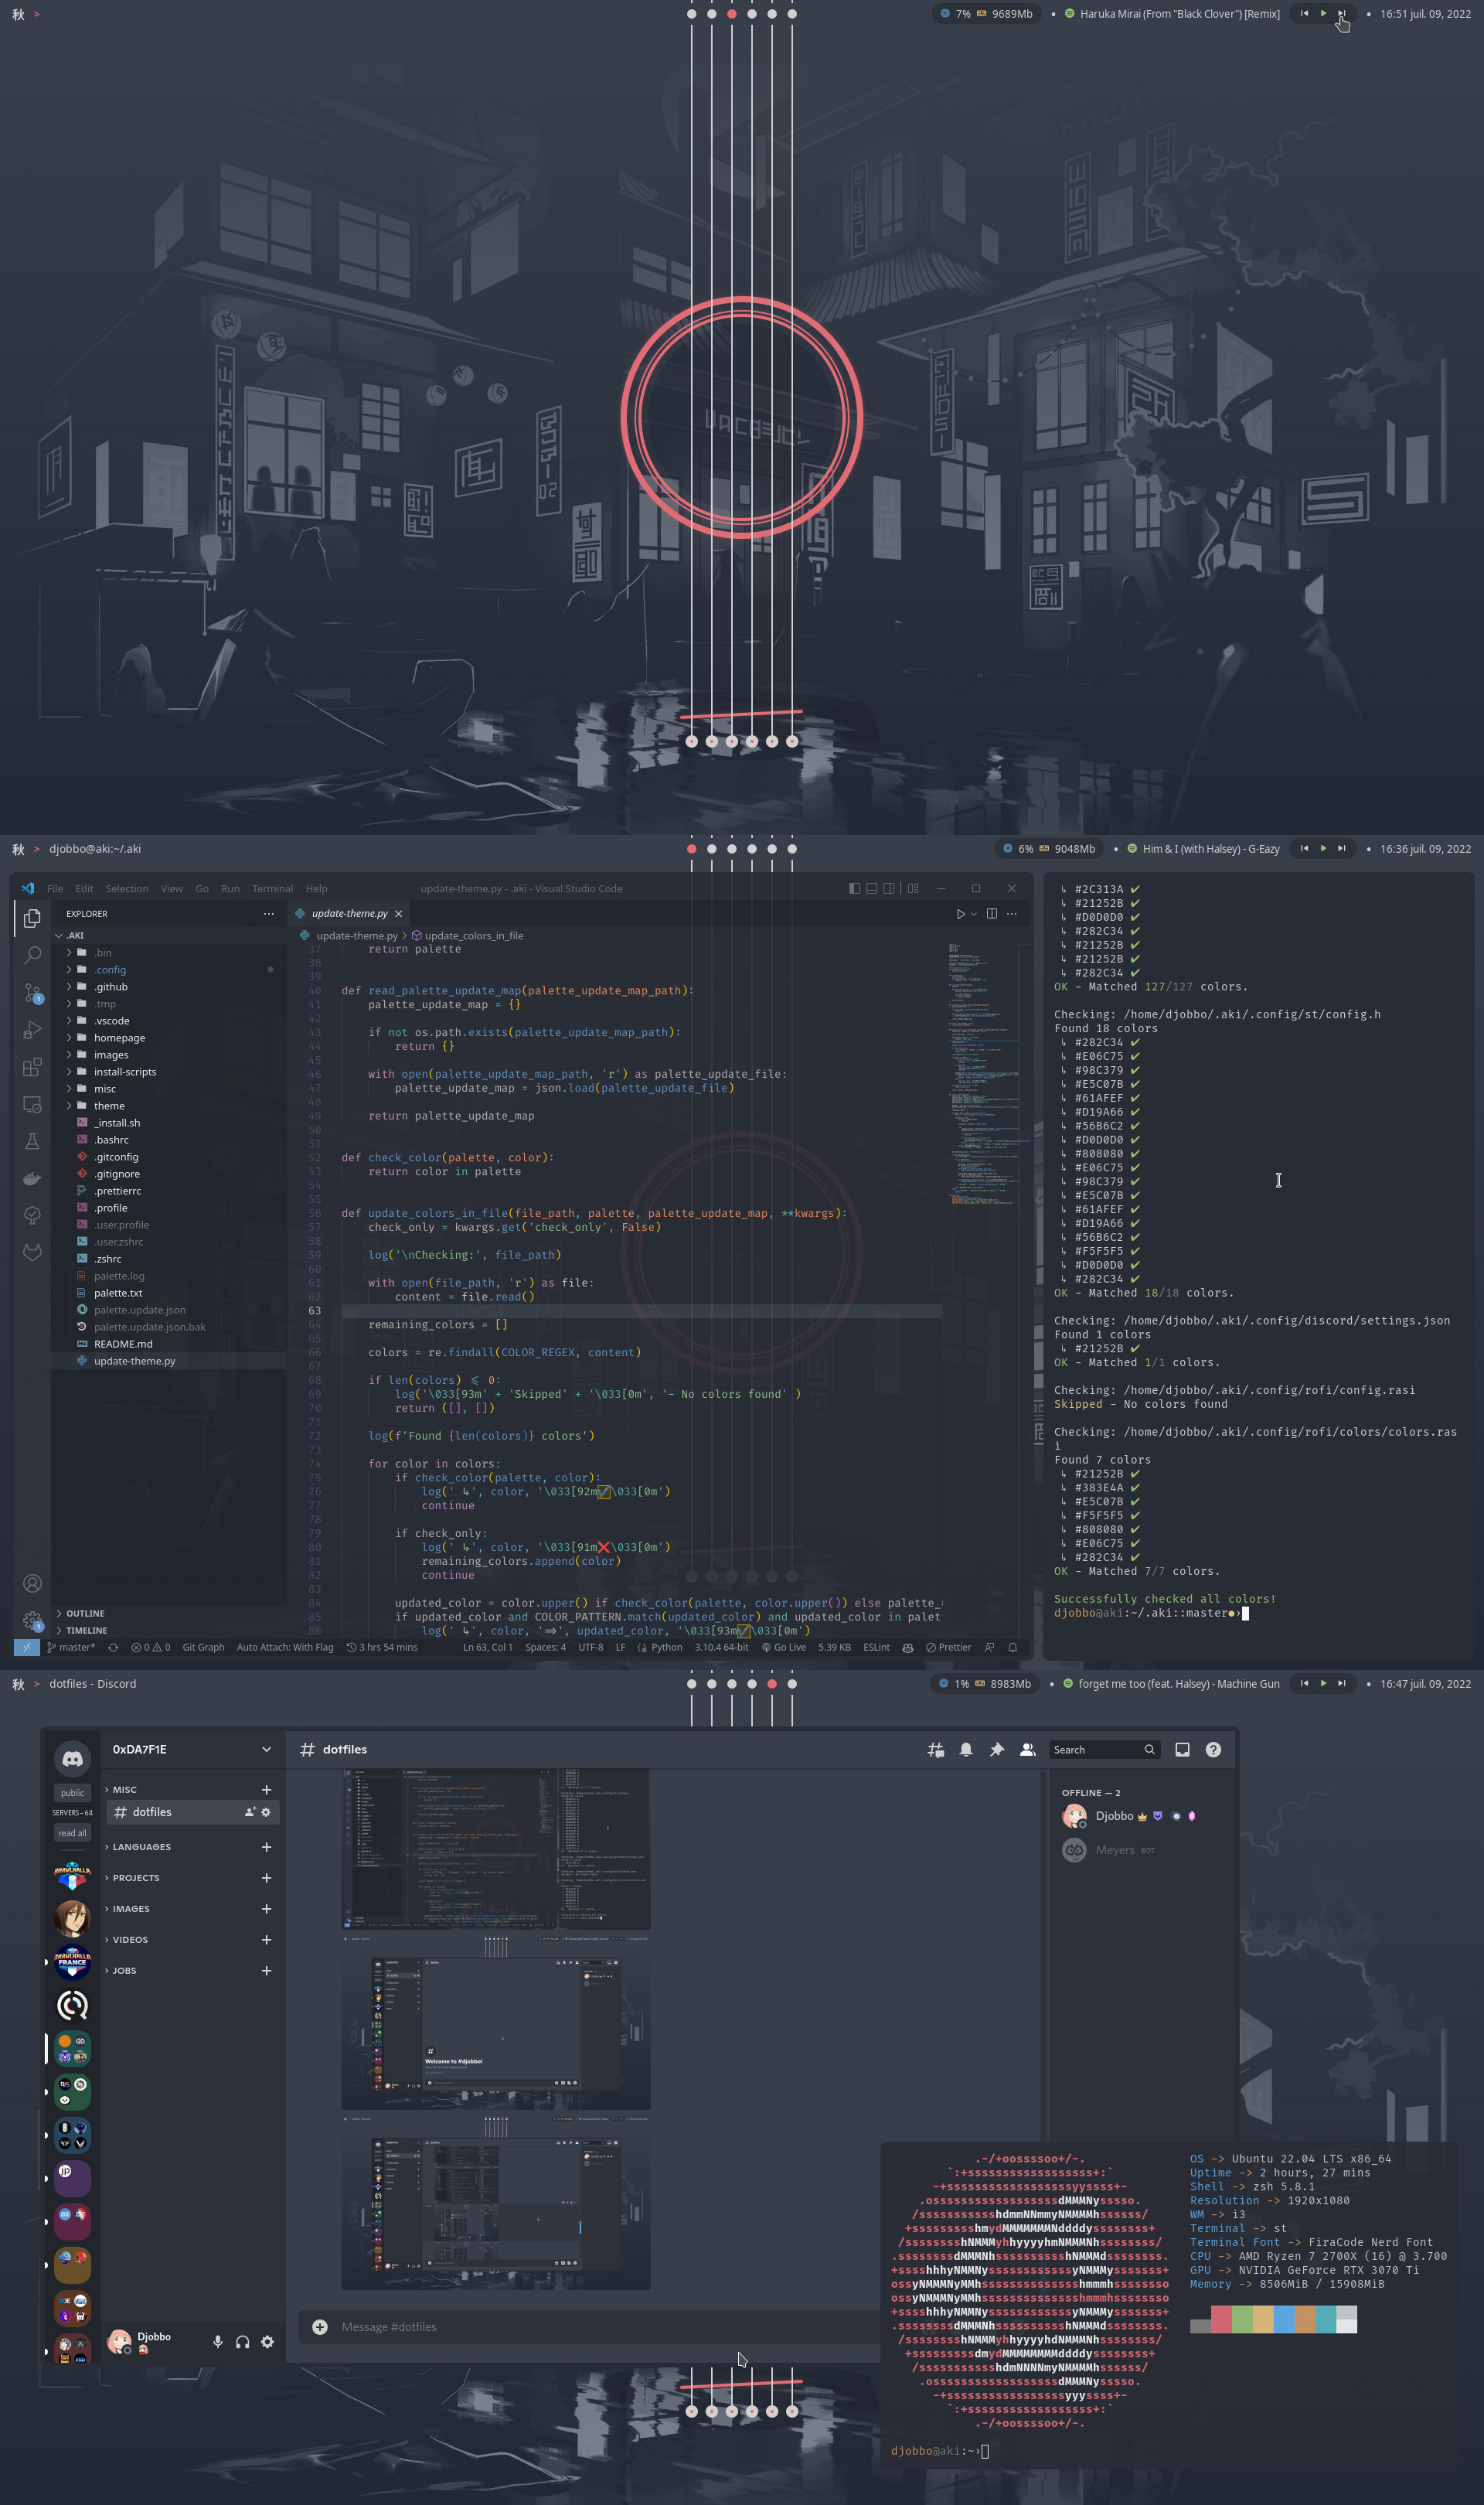 秋 > 7% 9689Mb • Haruka Mirai (From "Black Clover") [Remix] • 16:51 juil. 09, 2022
秋 > djobbo@aki:~/.aki 6% 9048Mb • Him & I (with Halsey) - G-Eazy • 16:36 juil. 09, 2022
File Edit Selection View Go Run Terminal Help update-theme.py - .aki - Visual Studio Code
EXPLORER
.AKI
.bin
.config
.github
.tmp
.vscode
homepage
images
install-scripts
misc
theme
_install.sh
.bashrc
.gitconfig
.gitignore
.prettierrc
.profile
.user.profile
.user.zshrc
.zshrc
palette.log
palette.txt
palette.update.json
palette.update.json.bak
README.md
update-theme.py
OUTLINE
TIMELINE
1
1
update-theme.py
update-theme.py > update_colors_in_file
37 return palette
38
39
40 def read_palette_update_map(palette_update_map_path):
41 palette_update_map = {}
42
43 if not os.path.exists(palette_update_map_path):
44 return {}
45
46 with open(palette_update_map_path, 'r') as palette_update_file:
47 palette_update_map = json.load(palette_update_file)
48
49 return palette_update_map
50
51
52 def check_color(palette, color):
53 return color in palette
54
55
56 def update_colors_in_file(file_path, palette, palette_update_map, **kwargs):
57 check_only = kwargs.get('check_only', False)
58
59 log('\nChecking:', file_path)
60
61 with open(file_path, 'r') as file:
62 content = file.read()
63
64 remaining_colors = []
65
66 colors = re.findall(COLOR_REGEX, content)
67
68 if len(colors) ⩽ 0:
69 log('\033[93m' + 'Skipped' + '\033[0m', '- No colors found' )
70 return ([], [])
71
72 log(f'Found {len(colors)} colors')
73
74 for color in colors:
75 if check_color(palette, color):
76 log(' ↳', color, '\033[92m✅\033[0m')
77 continue
78
79 if check_only:
80 log(' ↳', color, '\033[91m❌\033[0m')
81 remaining_colors.append(color)
82 continue
83
84 updated_color = color.upper() if check_color(palette, color.upper()) else palette_
85 if updated_color and COLOR_PATTERN.match(updated_color) and updated_color in palet
86 log(' ↳', color, '⇒', updated_color, '\033[93m✅\033[0m')
master* 0 0 Git Graph Auto Attach: With Flag 3 hrs 54 mins Ln 63, Col 1 Spaces: 4 UTF-8 LF Python 3.10.4 64-bit Go Live 5.39 KB ESLint Prettier
↳ #2C313A ✔
↳ #21252B ✔
↳ #D0D0D0 ✔
↳ #282C34 ✔
↳ #21252B ✔
↳ #21252B ✔
↳ #282C34 ✔
OK - Matched 127/127 colors.
Checking: /home/djobbo/.aki/.config/st/config.h
Found 18 colors
↳ #282C34 ✔
↳ #E06C75 ✔
↳ #98C379 ✔
↳ #E5C07B ✔
↳ #61AFEF ✔
↳ #D19A66 ✔
↳ #56B6C2 ✔
↳ #D0D0D0 ✔
↳ #808080 ✔
↳ #E06C75 ✔
↳ #98C379 ✔
↳ #E5C07B ✔
↳ #61AFEF ✔
↳ #D19A66 ✔
↳ #56B6C2 ✔
↳ #F5F5F5 ✔
↳ #D0D0D0 ✔
↳ #282C34 ✔
OK - Matched 18/18 colors.
Checking: /home/djobbo/.aki/.config/discord/settings.json
Found 1 colors
↳ #21252B ✔
OK - Matched 1/1 colors.
Checking: /home/djobbo/.aki/.config/rofi/config.rasi
Skipped - No colors found
Checking: /home/djobbo/.aki/.config/rofi/colors/colors.ras
i
Found 7 colors
↳ #21252B ✔
↳ #383E4A ✔
↳ #E5C07B ✔
↳ #F5F5F5 ✔
↳ #808080 ✔
↳ #E06C75 ✔
↳ #282C34 ✔
OK - Matched 7/7 colors.
Successfully checked all colors!
djobbo@aki:~/.aki::master●›
秋 > dotfiles - Discord 1% 8983Mb • forget me too (feat. Halsey) - Machine Gun • 16:47 juil. 09, 2022
public
SERVERS - 64
read all
BRAWLHALLA
BRAWLHALLA
FRANCE
jp
0xDA7F1E
MISC
# dotfiles
LANGUAGES
PROJECTS
IMAGES
VIDEOS
JOBS
Djobbo
# dotfiles
Search
Welcome to #djobbo!
Message #dotfiles
OFFLINE — 2
Djobbo
Meyers BOT
OS -> Ubuntu 22.04 LTS x86_64
Uptime -> 2 hours, 27 mins
Shell -> zsh 5.8.1
Resolution -> 1920x1080
WM -> i3
Terminal -> st
Terminal Font -> FiraCode Nerd Font
CPU -> AMD Ryzen 7 2700X (16) @ 3.700
GPU -> NVIDIA GeForce RTX 3070 Ti
Memory -> 8506MiB / 15908MiB
djobbo@aki:~›